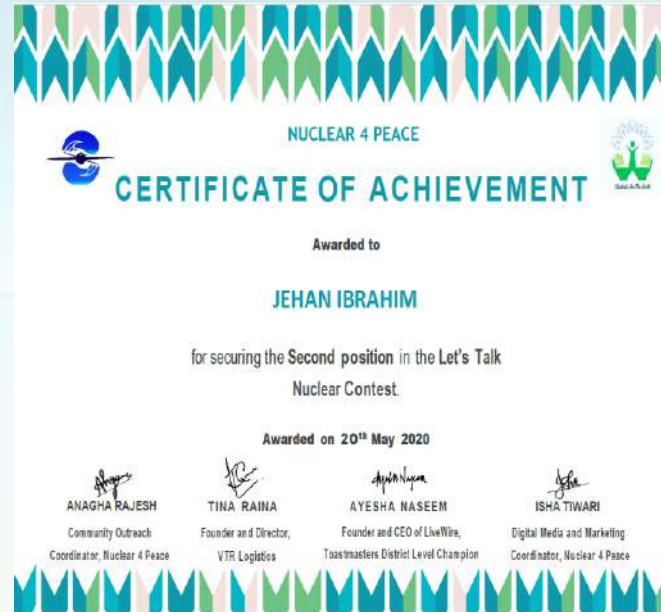 NUCLEAR 4 PEACE
CERTIFICATE OF ACHIEVEMENT
Awarded to
JEHAN IBRAHIM
for securing the Second position in the Let's Talk
Nuclear Contest.
Awarded on 20th May 2020
ANAGHA RAJESH
Community Outreach
Coordinator, Nuclear 4 Peace
TINA RAINA
Founder and Director,
VTR Logistics
AYESHA NASEEM
Founder and CEO of LiveWire,
Toastmasters District Level Champion
ISHA TIWARI
Digital Media and Marketing
Coordinator, Nuclear 4 Peace